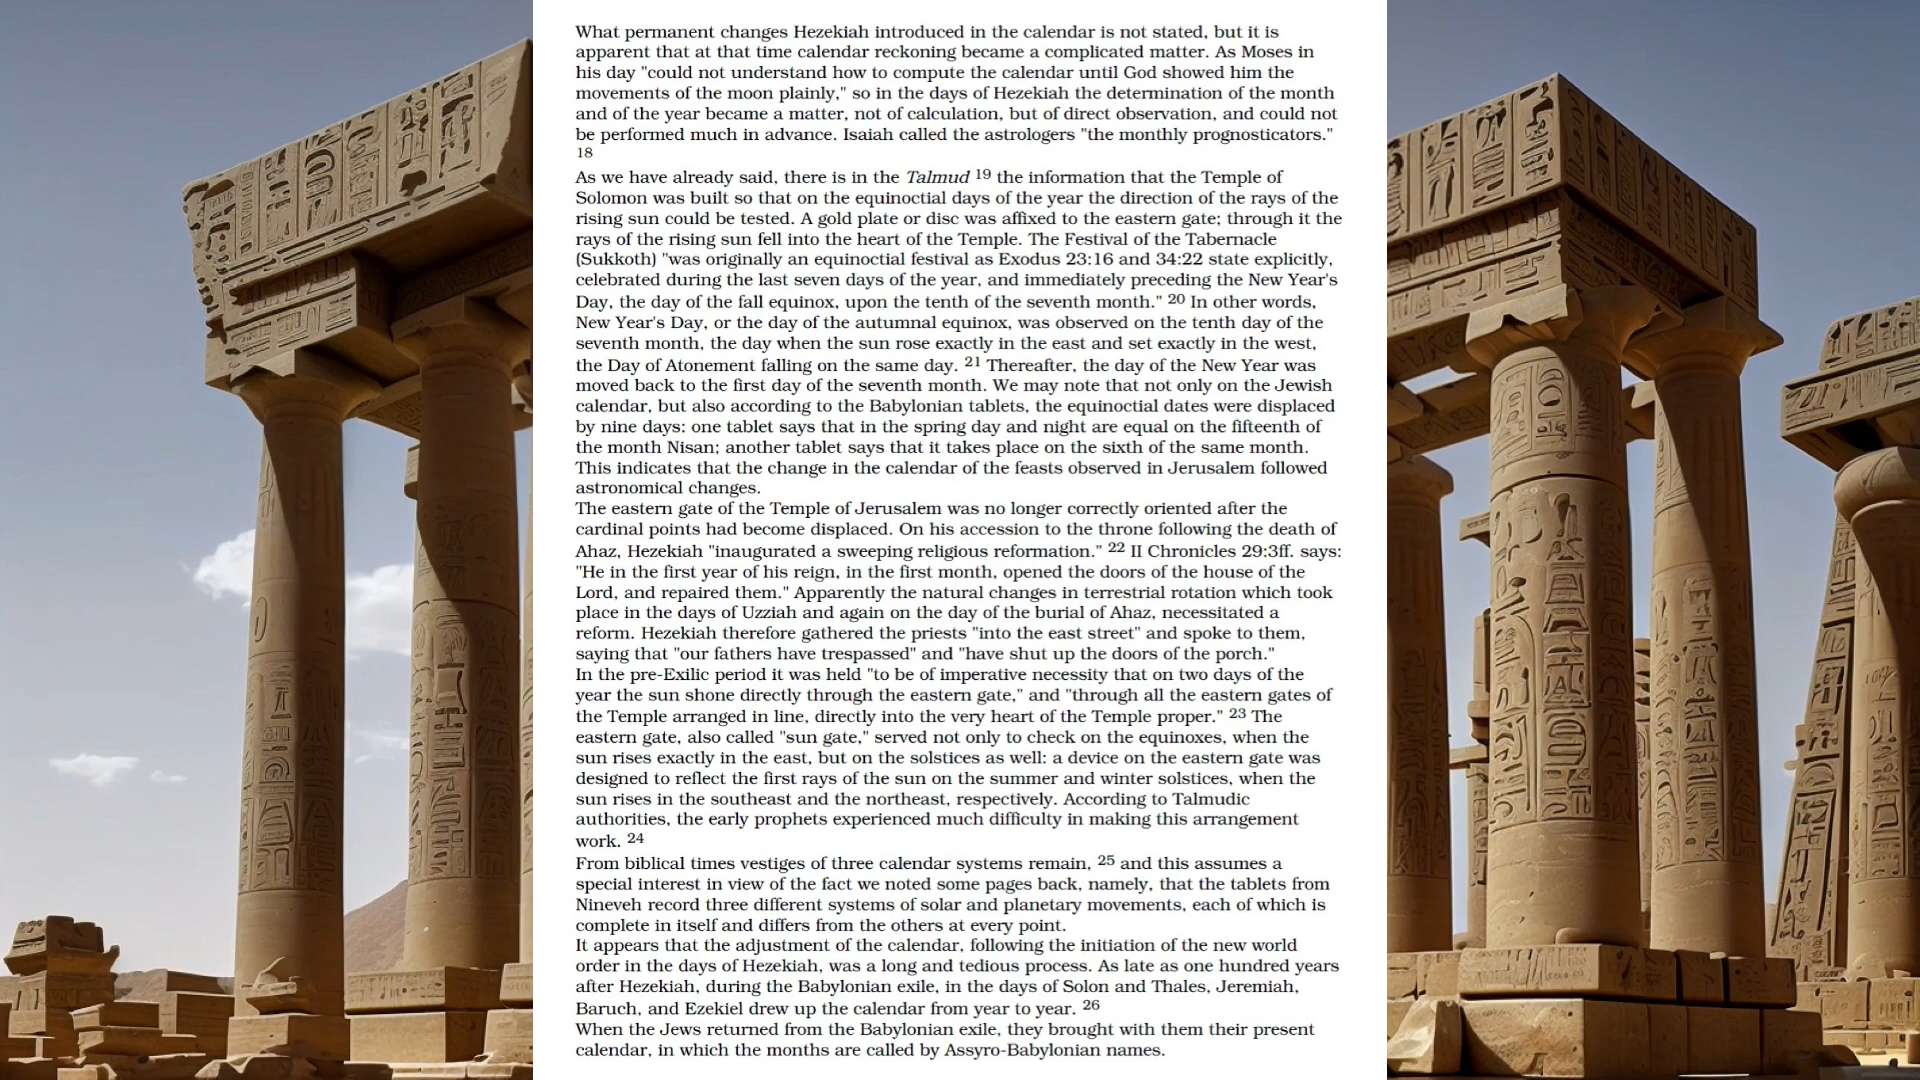 What permanent changes Hezekiah introduced in the calendar is not stated, but it is
apparent that at that time calendar reckoning became a complicated matter. As Moses in
his day "could not understand how to compute the calendar until God showed him the
movements of the moon plainly," so in the days of Hezekiah the determination of the month
and of the year became a matter, not of calculation, but of direct observation, and could not
be performed much in advance. Isaiah called the astrologers "the monthly prognosticators."
18
As we have already said, there is in the Talmud 19 the information that the Temple of
Solomon was built so that on the equinoctial days of the year the direction of the rays of the
rising sun could be tested. A gold plate or disc was affixed to the eastern gate; through it the
rays of the rising sun fell into the heart of the Temple. The Festival of the Tabernacle
(Sukkoth) "was originally an equinoctial festival as Exodus 23:16 and 34:22 state explicitly,
celebrated during the last seven days of the year, and immediately preceding the New Year's
Day, the day of the fall equinox, upon the tenth of the seventh month." 20 In other words,
New Year's Day, or the day of the autumnal equinox, was observed on the tenth day of the
seventh month, the day when the sun rose exactly in the east and set exactly in the west,
the Day of Atonement falling on the same day. 21 Thereafter, the day of the New Year was
moved back to the first day of the seventh month. We may note that not only on the Jewish
calendar, but also according to the Babylonian tablets, the equinoctial dates were displaced
by nine days: one tablet says that in the spring day and night are equal on the fifteenth of
the month Nisan; another tablet says that it takes place on the sixth of the same month.
This indicates that the change in the calendar of the feasts observed in Jerusalem followed
astronomical changes.
The eastern gate of the Temple of Jerusalem was no longer correctly oriented after the
cardinal points had become displaced. On his accession to the throne following the death of
Ahaz, Hezekiah "inaugurated a sweeping religious reformation." 22 II Chronicles 29:3ff. says:
"He in the first year of his reign, in the first month, opened the doors of the house of the
Lord, and repaired them." Apparently the natural changes in terrestrial rotation which took
place in the days of Uzziah and again on the day of the burial of Ahaz, necessitated a
reform. Hezekiah therefore gathered the priests "into the east street" and spoke to them,
saying that "our fathers have trespassed" and "have shut up the doors of the porch."
In the pre-Exilic period it was held "to be of imperative necessity that on two days of the
year the sun shone directly through the eastern gate," and "through all the eastern gates of
the Temple arranged in line, directly into the very heart of the Temple proper." 23 The
eastern gate, also called "sun gate," served not only to check on the equinoxes, when the
sun rises exactly in the east, but on the solstices as well: a device on the eastern gate was
designed to reflect the first rays of the sun on the summer and winter solstices, when the
sun rises in the southeast and the northeast, respectively. According to Talmudic
authorities, the early prophets experienced much difficulty in making this arrangement
work. 24
From biblical times vestiges of three calendar systems remain, 25 and this assumes a
special interest in view of the fact we noted some pages back, namely, that the tablets from
Nineveh record three different systems of solar and planetary movements, each of which is
complete in itself and differs from the others at every point.
It appears that the adjustment of the calendar, following the initiation of the new world
order in the days of Hezekiah, was a long and tedious process. As late as one hundred years
after Hezekiah, during the Babylonian exile, in the days of Solon and Thales, Jeremiah,
Baruch, and Ezekiel drew up the calendar from year to year. 26
When the Jews returned from the Babylonian exile, they brought with them their present
calendar, in which the months are called by Assyro-Babylonian names.